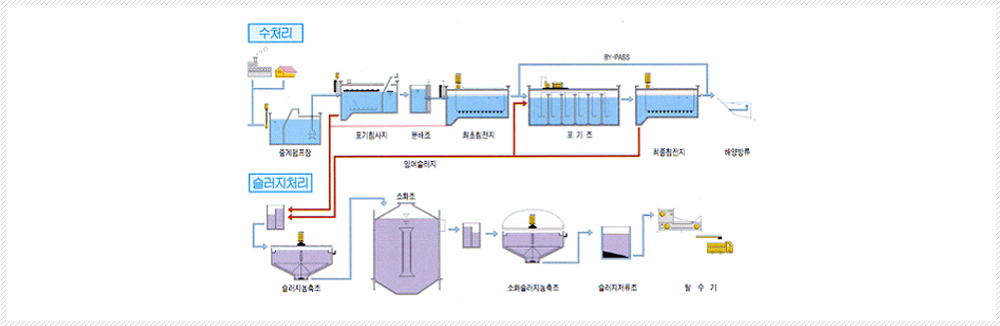 수처리
BY-PASS
중계펌프장
포기침사지
분배조
최초침전지
포 기 조
최종침전지
해양방류
잉여슬러지
슬러지처리
소화조
슬러지농축조
소화슬러지농축조
슬러지저류조
탈 수 기